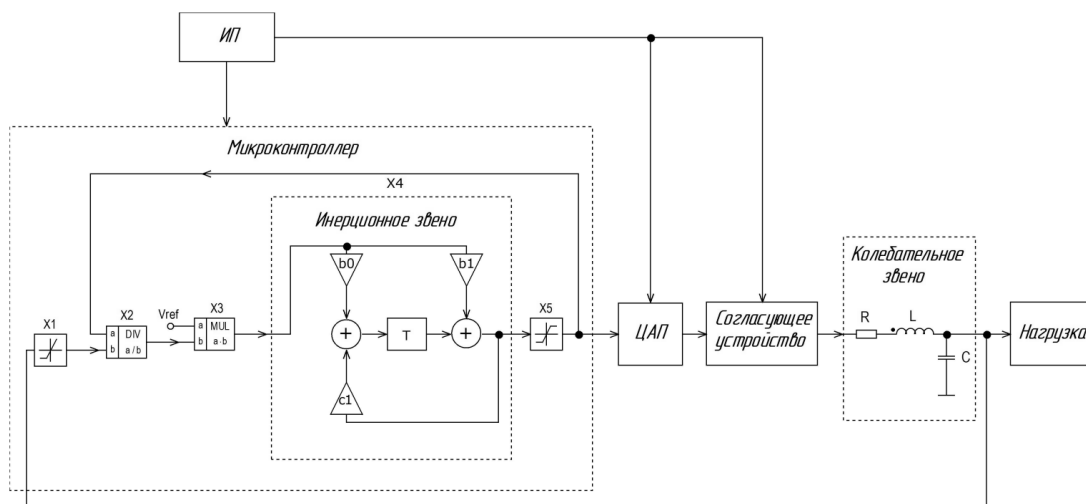 ИП
Микроконтроллер
X4
Инерционное звено
b0
b1
Колебательное
звено
X1
X2
a
DIV
b
a/b
Vref
X3
a
MUL
b
a·b
+
T
+
X5
ЦАП
Согласующее
устройство
R
L
C
Нагрузка
c1